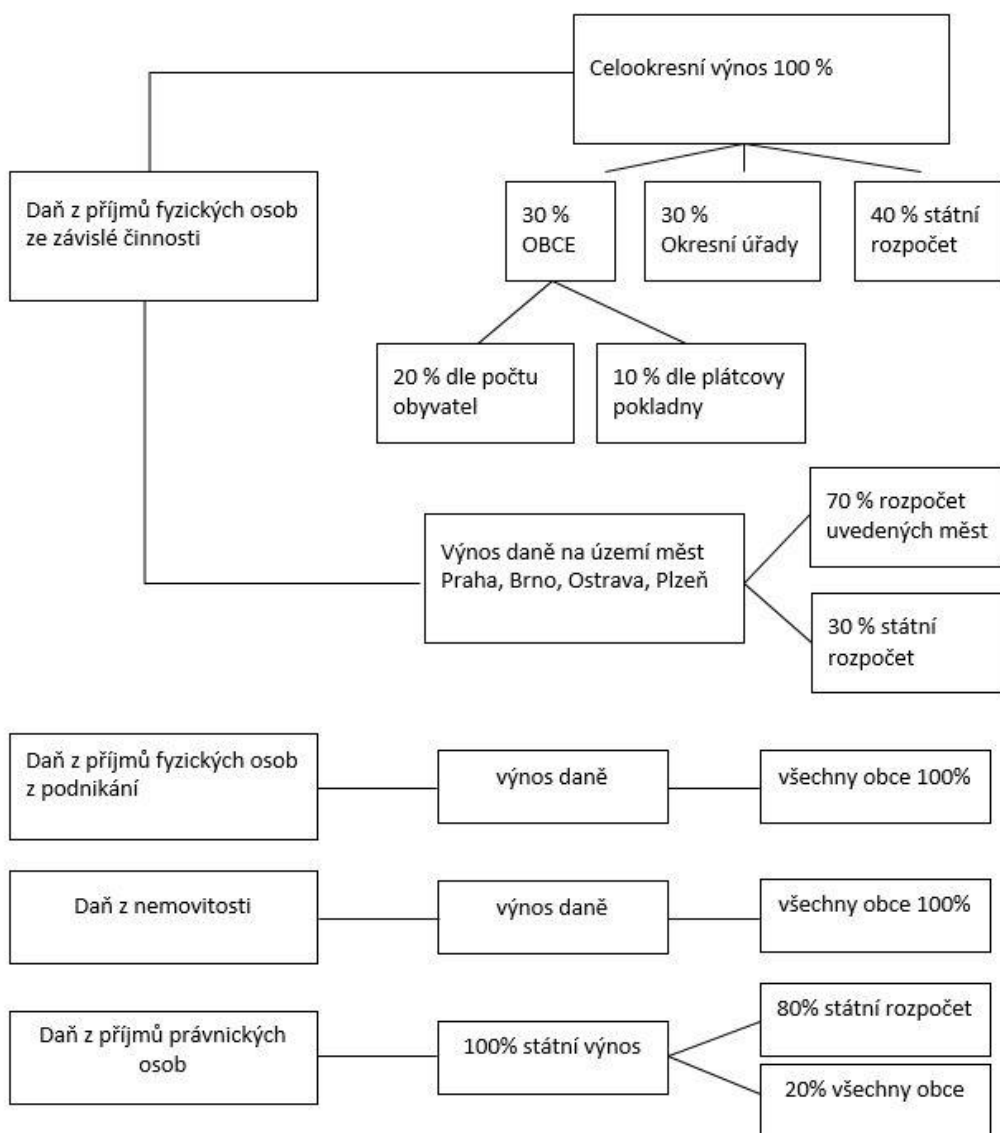 Celookresní výnos 100 %
Daň z příjmů fyzických osob
ze závislé činnosti
30 %
OBCE
30 %
Okresní úřady
40 % státní
rozpočet
20 % dle počtu
obyvatel
10 % dle plátcovy
pokladny
Výnos daně na území měst
Praha, Brno, Ostrava, Plzeň
70 % rozpočet
uvedených měst
30 % státní
rozpočet
Daň z příjmů fyzických osob
z podnikání
výnos daně
všechny obce 100%
Daň z nemovitosti
výnos daně
všechny obce 100%
Daň z příjmů právnických
osob
100% státní výnos
80% státní rozpočet
20% všechny obce